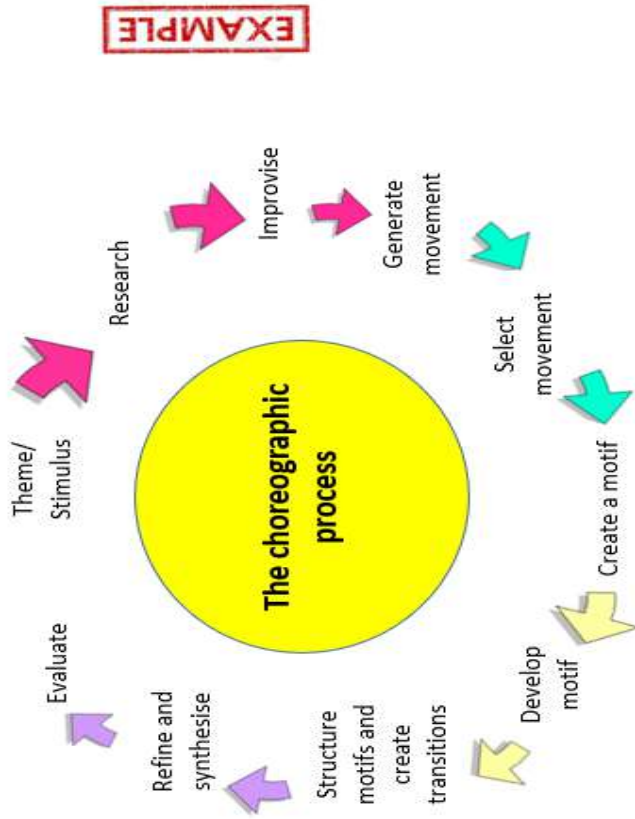 EXAMPLE
Theme/
Stimulus
Research
Improvise
Generate
movement
Select
movement
Create a motif
Develop
motif
Structure
motifs and
create
transitions
Refine and
synthesise
Evaluate
The choreographic
process